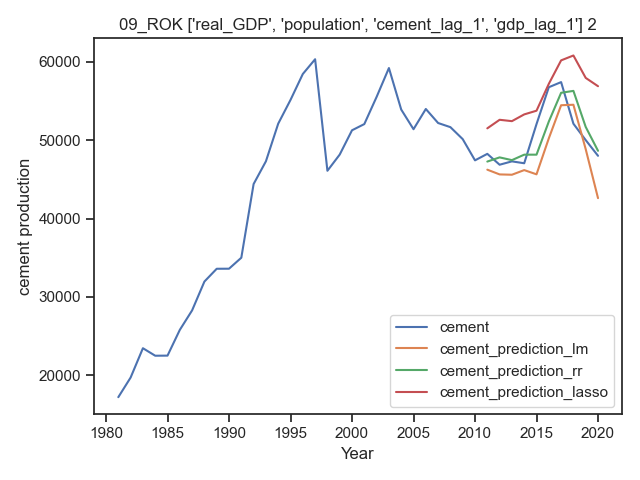 09_ROK ['real_GDP', 'population', 'cement_lag_1', 'gdp_lag_1'] 2
60000
50000
40000
30000
20000
cement production
1980 1985 1990 1995 2000 2005 2010 2015 2020
Year
cement
cement_prediction_lm
cement_prediction_rr
cement_prediction_lasso